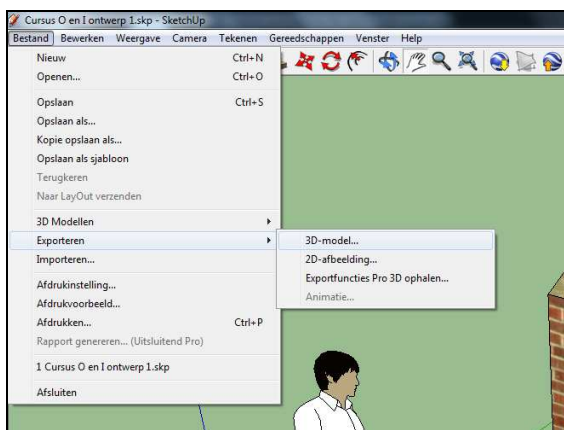 Cursus O en I ontwerp 1.skp - SketchUp
Bestand Bewerken Weergave Camera Tekenen Gereedschappen Venster Help
Nieuw Ctrl+N
Openen... Ctrl+O
Opslaan Ctrl+S
Opslaan als...
Kopie opslaan als...
Opslaan als sjabloon
Terugkeren
Naar LayOut verzenden
3D Modellen
Exporteren
Importeren...
Afdrukinstelling...
Afdrukvoorbeeld...
Afdrukken... Ctrl+P
Rapport genereren... (Uitsluitend Pro)
1 Cursus O en I ontwerp 1.skp
Afsluiten
3D-model...
2D-afbeelding...
Exportfuncties Pro 3D ophalen...
Animatie...